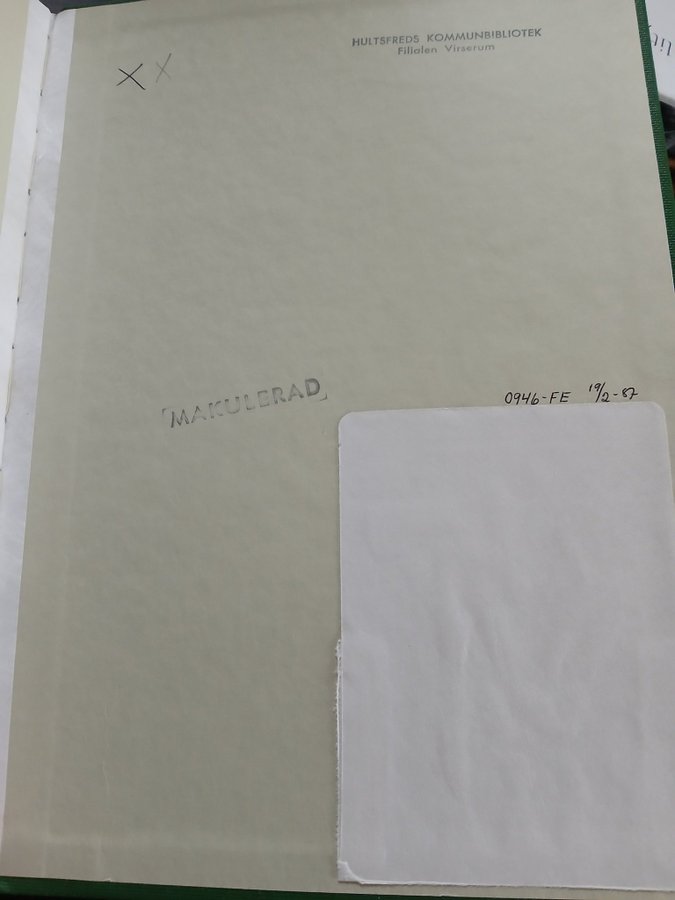 HULTSFREDS KOMMUNBIBLIOTEK
Filialen Virserum
X X
MAKULERAD
0946-FE 19/2-87